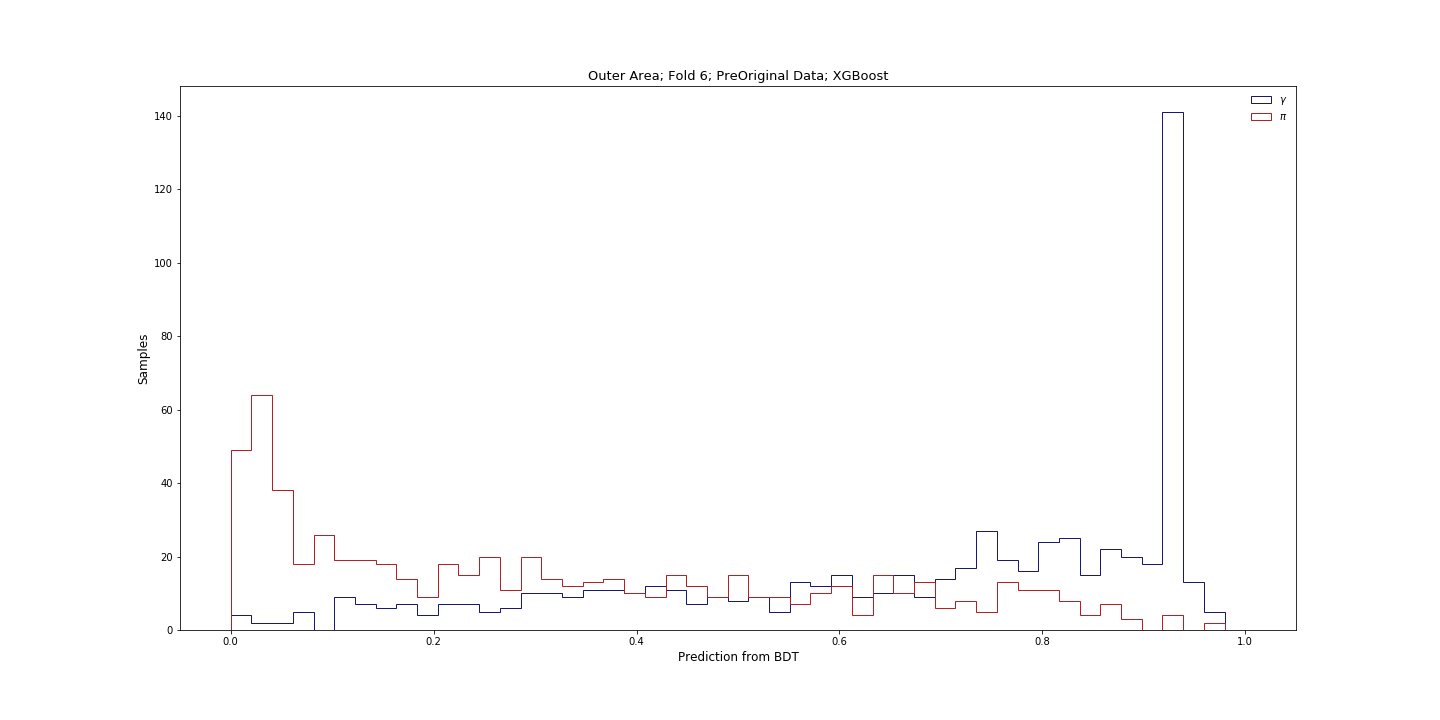 Outer Area; Fold 6; PreOriginal Data; XGBoost
γ
π
140
120
100
80
60
40
20
0
Samples
0.0 0.2 0.4 0.6 0.8 1.0
Prediction from BDT